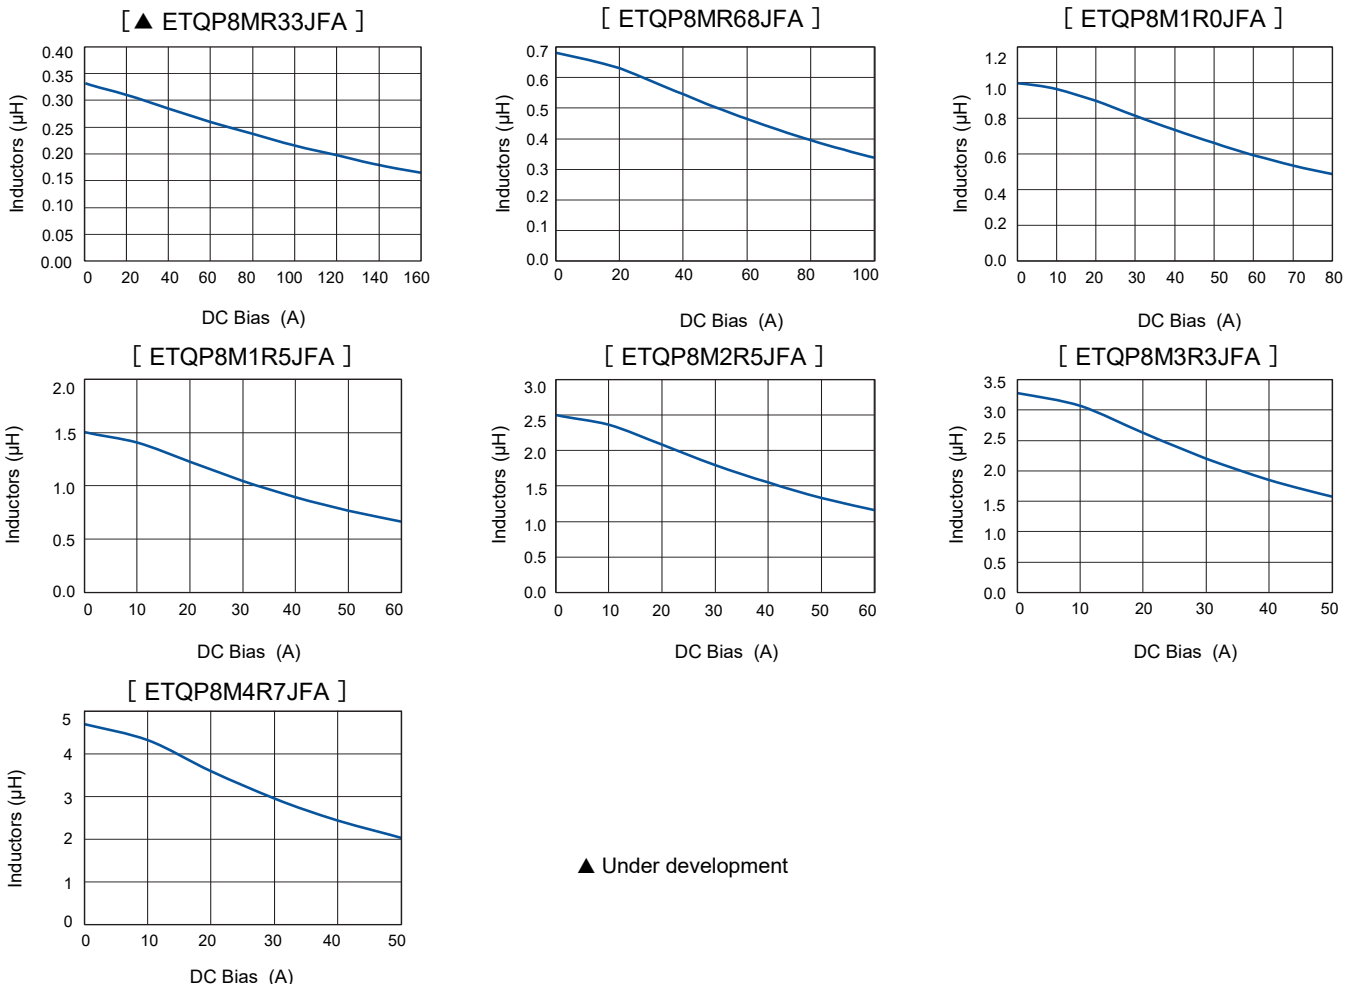 [▲ ETQP8MR33JFA ]
Inductors (µH)
0.40
0.35
0.30
0.25
0.20
0.15
0.10
0.05
0.00
0 20 40 60 80 100 120 140 160
DC Bias (A)
[ ETQP8MR68JFA ]
Inductors (µH)
0.7
0.6
0.5
0.4
0.3
0.2
0.1
0.0
0 20 40 60 80 100
DC Bias (A)
[ ETQP8M1R0JFA ]
Inductors (µH)
1.2
1.0
0.8
0.6
0.4
0.2
0.0
0 10 20 30 40 50 60 70 80
DC Bias (A)
[ ETQP8M1R5JFA ]
Inductors (µH)
2.0
1.5
1.0
0.5
0.0
0 10 20 30 40 50 60
DC Bias (A)
[ ETQP8M2R5JFA ]
Inductors (µH)
3.0
2.5
2.0
1.5
1.0
0.5
0.0
0 10 20 30 40 50 60
DC Bias (A)
[ ETQP8M3R3JFA ]
Inductors (µH)
3.5
3.0
2.5
2.0
1.5
1.0
0.5
0.0
0 10 20 30 40 50
DC Bias (A)
[ ETQP8M4R7JFA ]
Inductors (µH)
5
4
3
2
1
0
0 10 20 30 40 50
DC Bias (A)
▲ Under development